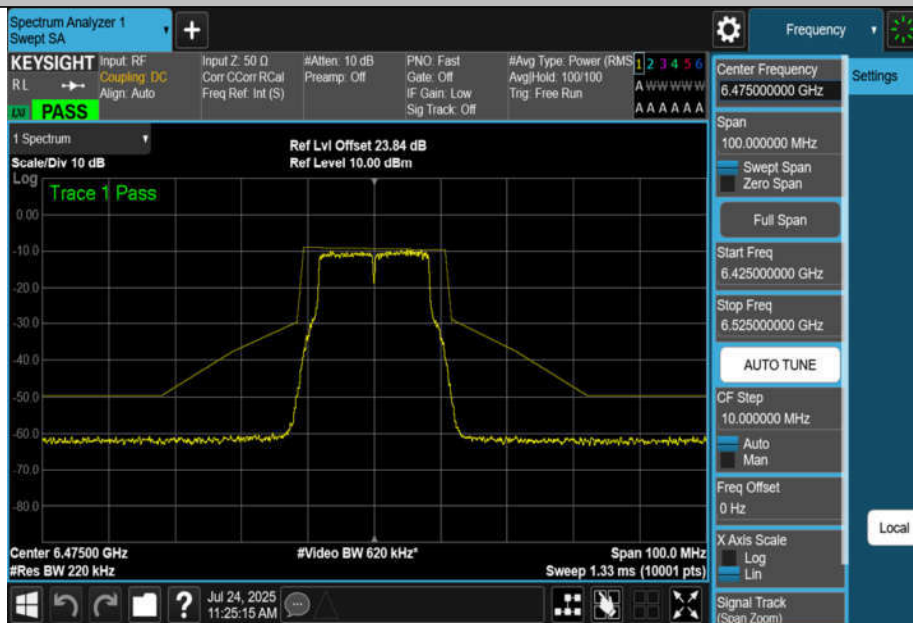 Spectrum Analyzer 1
Swept SA
+
Frequency
KEYSIGHT
RL
PASS
Input: RF
Coupling: DC
Align: Auto
Input Z: 50 Ω
Corr CCorr RCal
Freq Ref: Int (S)
#Atten: 10 dB
Preamp: Off
PNO: Fast
Gate: Off
IF Gain: Low
Sig Track: Off
#Avg Type: Power (RMS
Avg|Hold: 100/100
Trig: Free Run
1 2 3 4 5 6
A W W W W W
A A A A A A
1 Spectrum
Scale/Div 10 dB
Ref Lvl Offset 23.84 dB
Ref Level 10.00 dBm
Log
Trace 1 Pass
0.00
-10.0
-20.0
-30.0
-40.0
-50.0
-60.0
-70.0
-80.0
Center 6.47500 GHz
#Res BW 220 kHz
#Video BW 620 kHz*
Span 100.0 MHz
Sweep 1.33 ms (10001 pts)
Jul 24, 2025
11:25:15 AM
?
Center Frequency
6.475000000 GHz
Settings
Span
100.000000 MHz
Swept Span
Zero Span
Full Span
Start Freq
6.425000000 GHz
Stop Freq
6.525000000 GHz
AUTO TUNE
CF Step
10.000000 MHz
Auto
Man
Freq Offset
0 Hz
Local
X Axis Scale
Log
Lin
Signal Track
(Span Zoom)